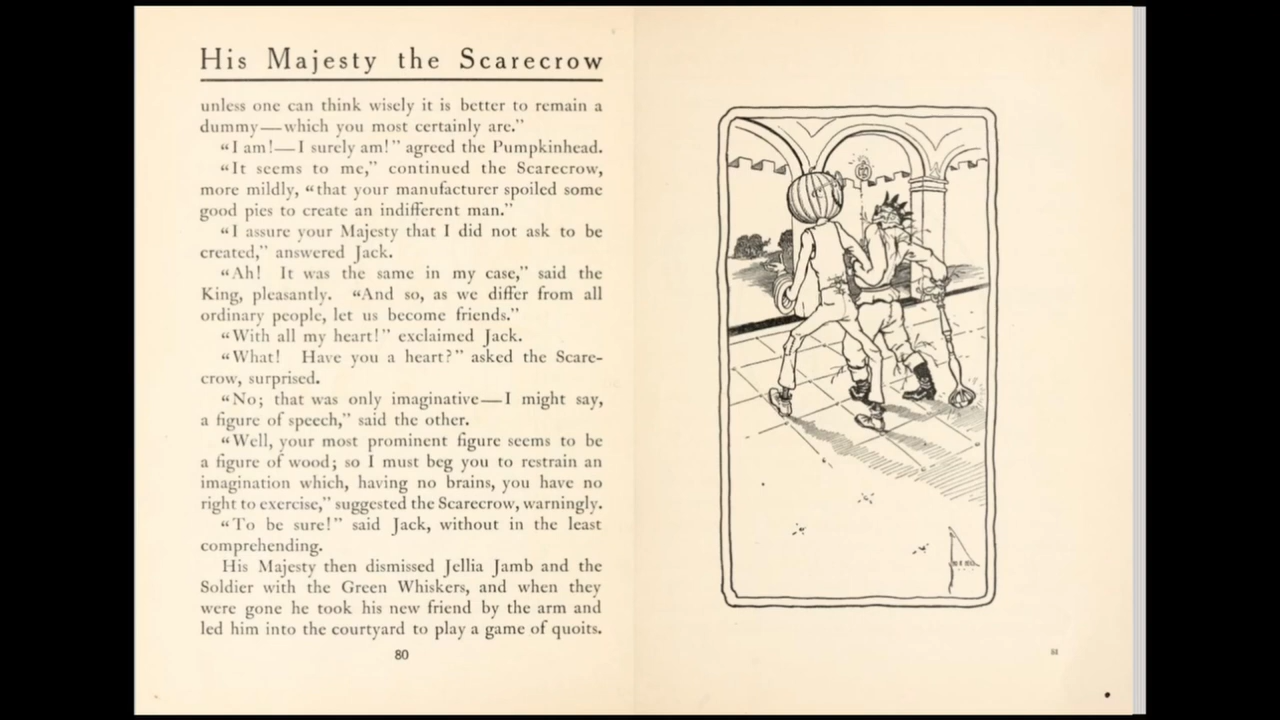 His Majesty the Scarecrow
unless one can think wisely it is better to remain a
dummy—which you most certainly are.”
“I am!—I surely am!” agreed the Pumpkinhead.
“It seems to me,” continued the Scarecrow,
more mildly, “that your manufacturer spoiled some
good pies to create an indifferent man.”
“I assure your Majesty that I did not ask to be
created,” answered Jack.
“Ah! It was the same in my case,” said the
King, pleasantly. “And so, as we differ from all
ordinary people, let us become friends.”
“With all my heart!” exclaimed Jack.
“What! Have you a heart?” asked the Scare-
crow, surprised.
“No; that was only imaginative—I might say,
a figure of speech,” said the other.
“Well, your most prominent figure seems to be
a figure of wood; so I must beg you to restrain an
imagination which, having no brains, you have no
right to exercise,” suggested the Scarecrow, warningly.
“To be sure!” said Jack, without in the least
comprehending.
His Majesty then dismissed Jellia Jamb and the
Soldier with the Green Whiskers, and when they
were gone he took his new friend by the arm and
led him into the courtyard to play a game of quoits.
80